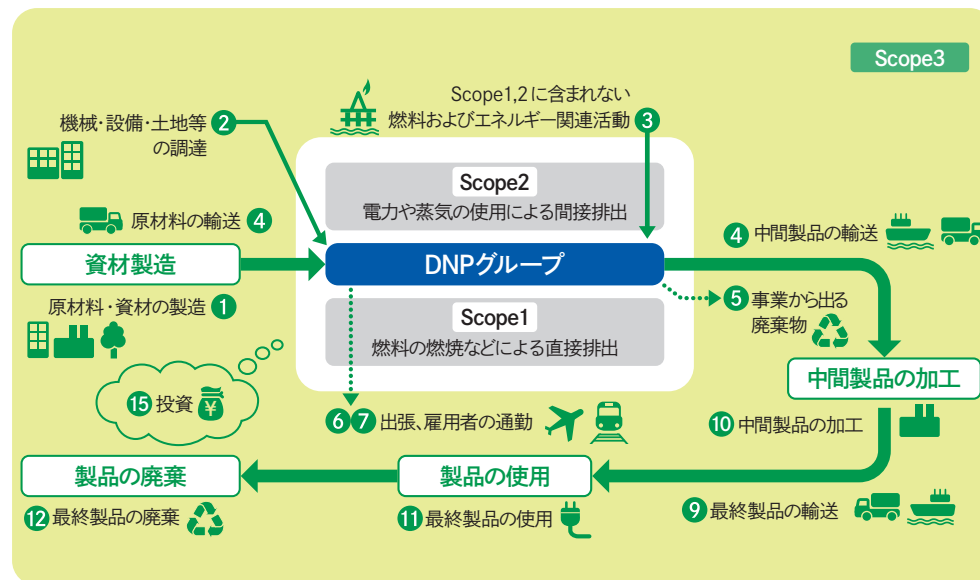 Scope3
Scope1,2に含まれない
燃料およびエネルギー関連活動 3
機械・設備・土地等 2
の調達
Scope2
電力や蒸気の使用による間接排出
原材料の輸送 4
4 中間製品の輸送
資材製造
DNPグループ
原材料・資材の製造 1
5 事業から出る
廃棄物
Scope1
燃料の燃焼などによる直接排出
中間製品の加工
15 投資 ¥
6 7 出張、雇用者の通勤
10 中間製品の加工
製品の廃棄
製品の使用
12 最終製品の廃棄
11 最終製品の使用
9 最終製品の輸送